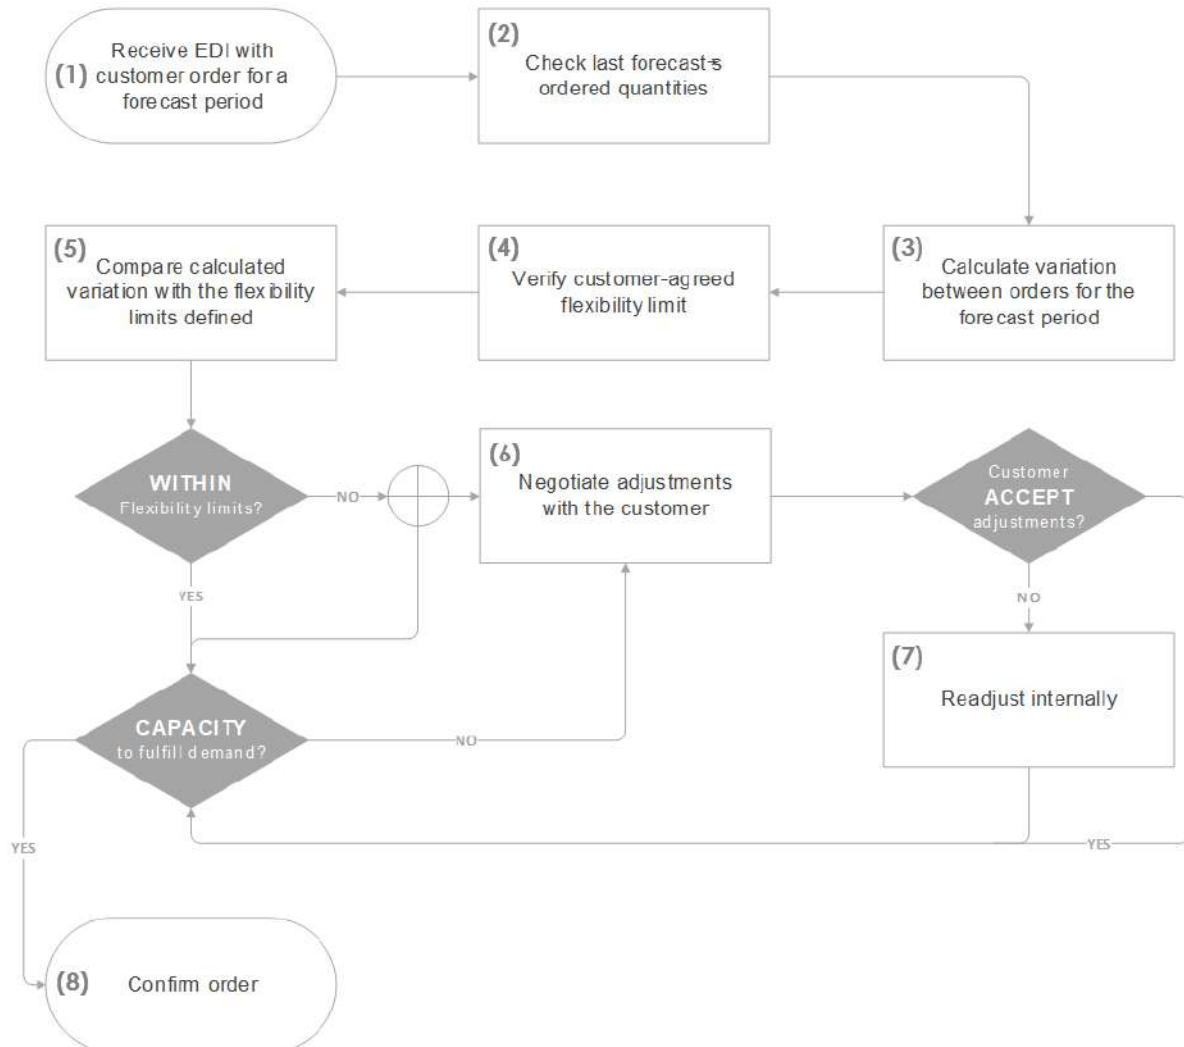 (1)
Receive EDI with
customer order for a
forecast period
(2)
Check last forecast-s
ordered quantities
(5)
Compare calculated
variation with the flexibility
limits defined
(4)
Verify customer-agreed
flexibility limit
(3)
Calculate variation
between orders for the
forecast period
WITHIN
Flexibility limits?
NO
(6)
Negotiate adjustments
with the customer
Customer
ACCEPT
adjustments?
YES
NO
(7)
Readjust internally
CAPACITY
to fulfill demand?
NO
YES
YES
(8)
Confirm order